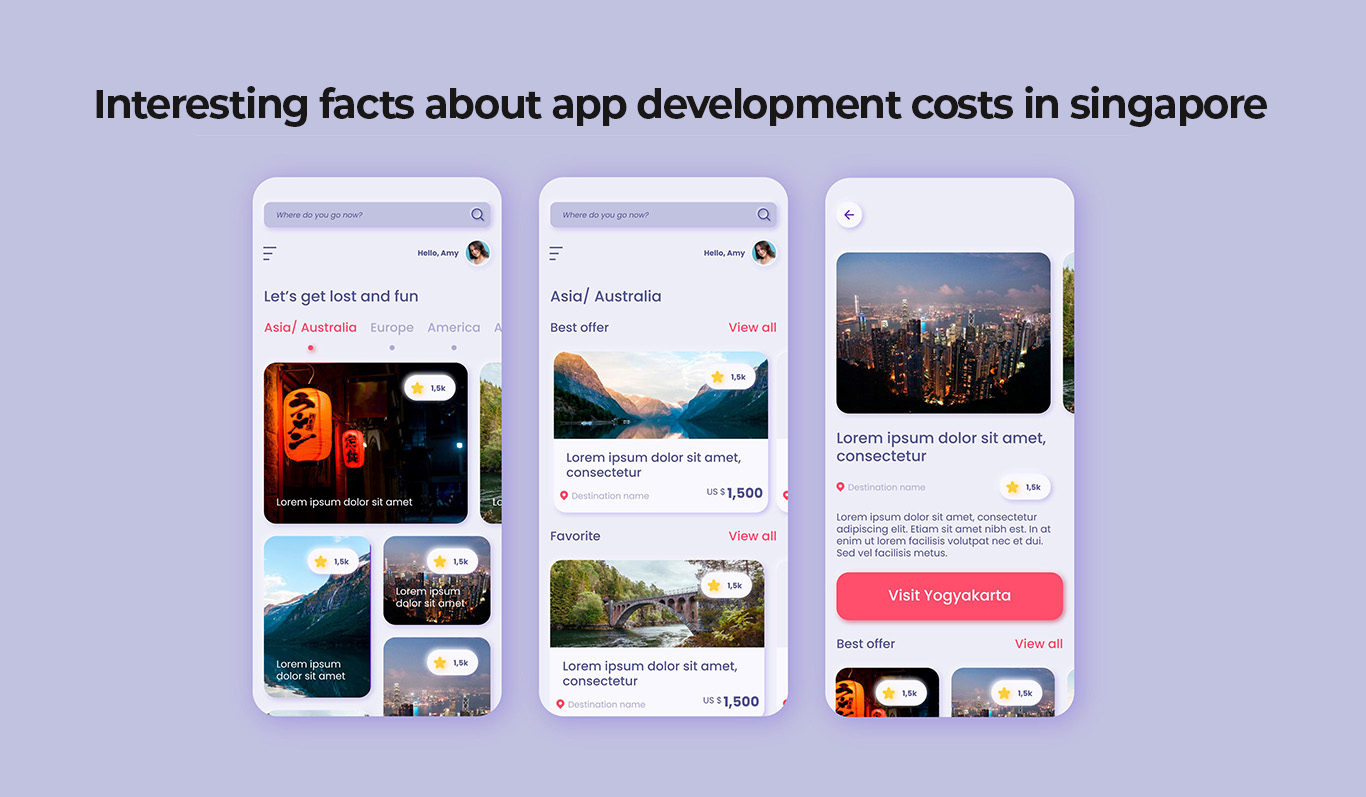 Interesting facts about app development costs in singapore
Where do you go now?
Hello, Amy
Let's get lost and fun
Asia/ Australia Europe America A
1,5k
Lorem ipsum dolor sit amet
Lo
1,5k
Lorem ipsum
dolor sit amet
1,5k
Lorem ipsum
dolor sit amet
1,5k
Where do you go now?
Hello, Amy
Asia/ Australia
Best offer View all
1,5k
Lorem ipsum dolor sit amet,
consectetur
Destination name US $ 1,500
Favorite View all
1,5k
Lorem ipsum dolor sit amet,
consectetur
Destination name US $ 1,500
Lorem ipsum dolor sit amet,
consectetur
Destination name 1,5k
Lorem ipsum dolor sit amet, consectetur
adipiscing elit. Etiam sit amet nibh est. In at
enim ut lorem facilisis volutpat nec et dui.
Sed vel facilisis metus.
Visit Yogyakarta
Best offer View all
1,5k
1,5k